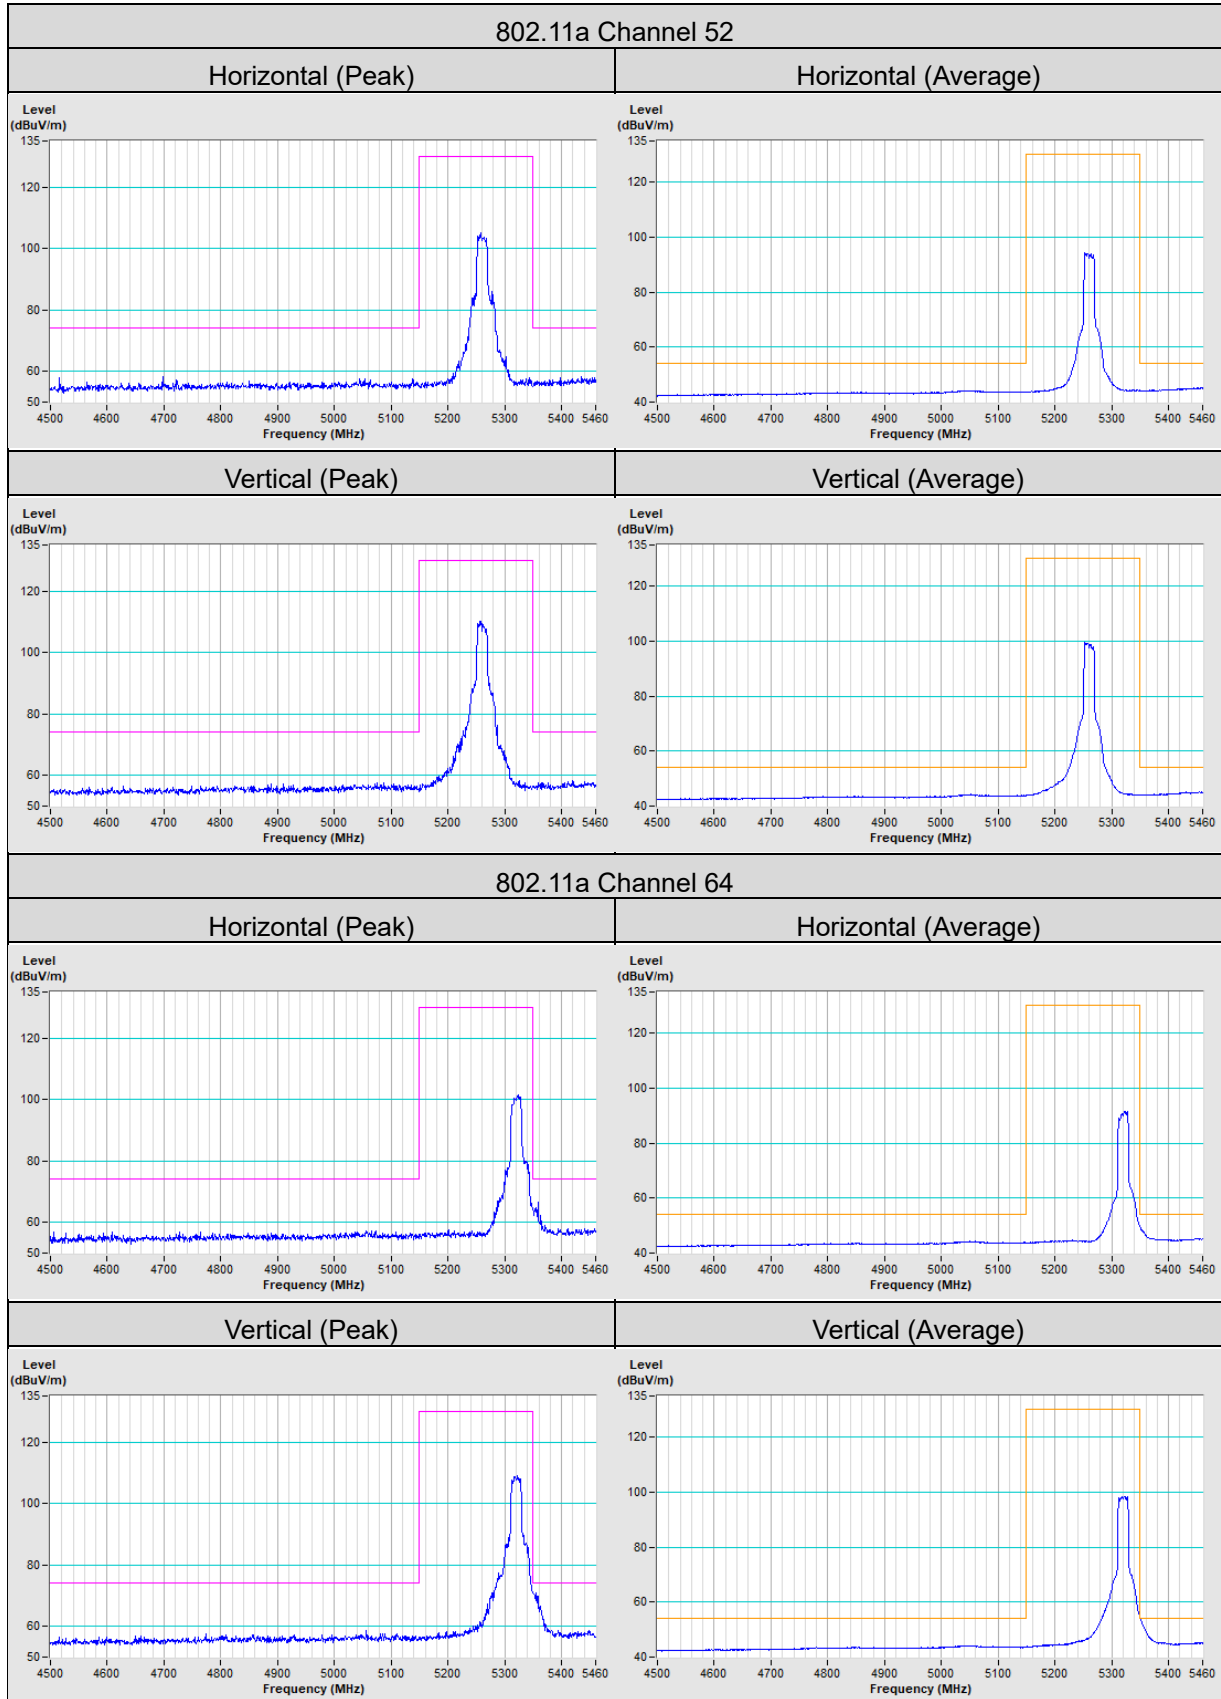 802.11a Channel 52
Horizontal (Peak) Horizontal (Average)
Level Level
(dBuV/m) (dBuV/m)
135 135
120 120
100 100
80 80
60 60
50 40
4500 4600 4700 4800 4900 5000 5100 5200 5300 5400 5460 4500 4600 4700 4800 4900 5000 5100 5200 5300 5400 5460
Frequency (MHz) Frequency (MHz)
Vertical (Peak) Vertical (Average)
Level Level
(dBuV/m) (dBuV/m)
135 135
120 120
100 100
80 80
60 60
50 40
4500 4600 4700 4800 4900 5000 5100 5200 5300 5400 5460 4500 4600 4700 4800 4900 5000 5100 5200 5300 5400 5460
Frequency (MHz) Frequency (MHz)
802.11a Channel 64
Horizontal (Peak) Horizontal (Average)
Level Level
(dBuV/m) (dBuV/m)
135 135
120 120
100 100
80 80
60 60
50 40
4500 4600 4700 4800 4900 5000 5100 5200 5300 5400 5460 4500 4600 4700 4800 4900 5000 5100 5200 5300 5400 5460
Frequency (MHz) Frequency (MHz)
Vertical (Peak) Vertical (Average)
Level Level
(dBuV/m) (dBuV/m)
135 135
120 120
100 100
80 80
60 60
50 40
4500 4600 4700 4800 4900 5000 5100 5200 5300 5400 5460 4500 4600 4700 4800 4900 5000 5100 5200 5300 5400 5460
Frequency (MHz) Frequency (MHz)